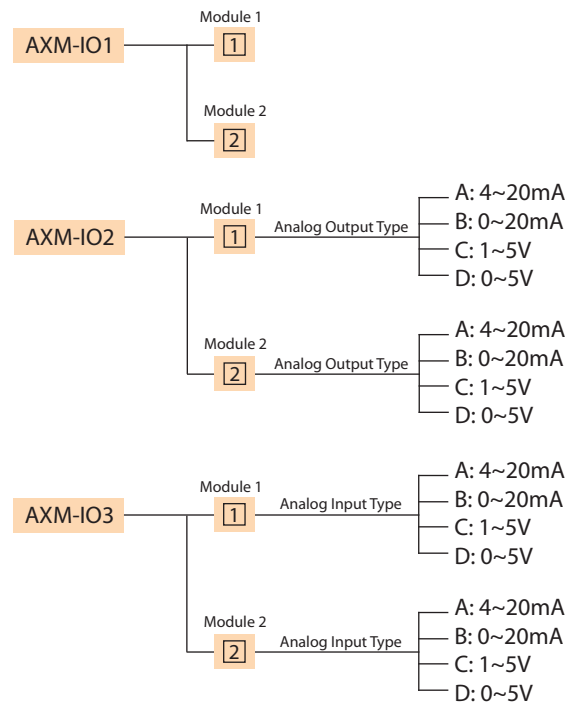 Module 1
AXM-IO1
1
Module 2
2
Module 1
AXM-IO2
1
Analog Output Type
A: 4~20mA
B: 0~20mA
C: 1~5V
D: 0~5V
Module 2
2
Analog Output Type
A: 4~20mA
B: 0~20mA
C: 1~5V
D: 0~5V
Module 1
AXM-IO3
1
Analog Input Type
A: 4~20mA
B: 0~20mA
C: 1~5V
D: 0~5V
Module 2
2
Analog Input Type
A: 4~20mA
B: 0~20mA
C: 1~5V
D: 0~5V